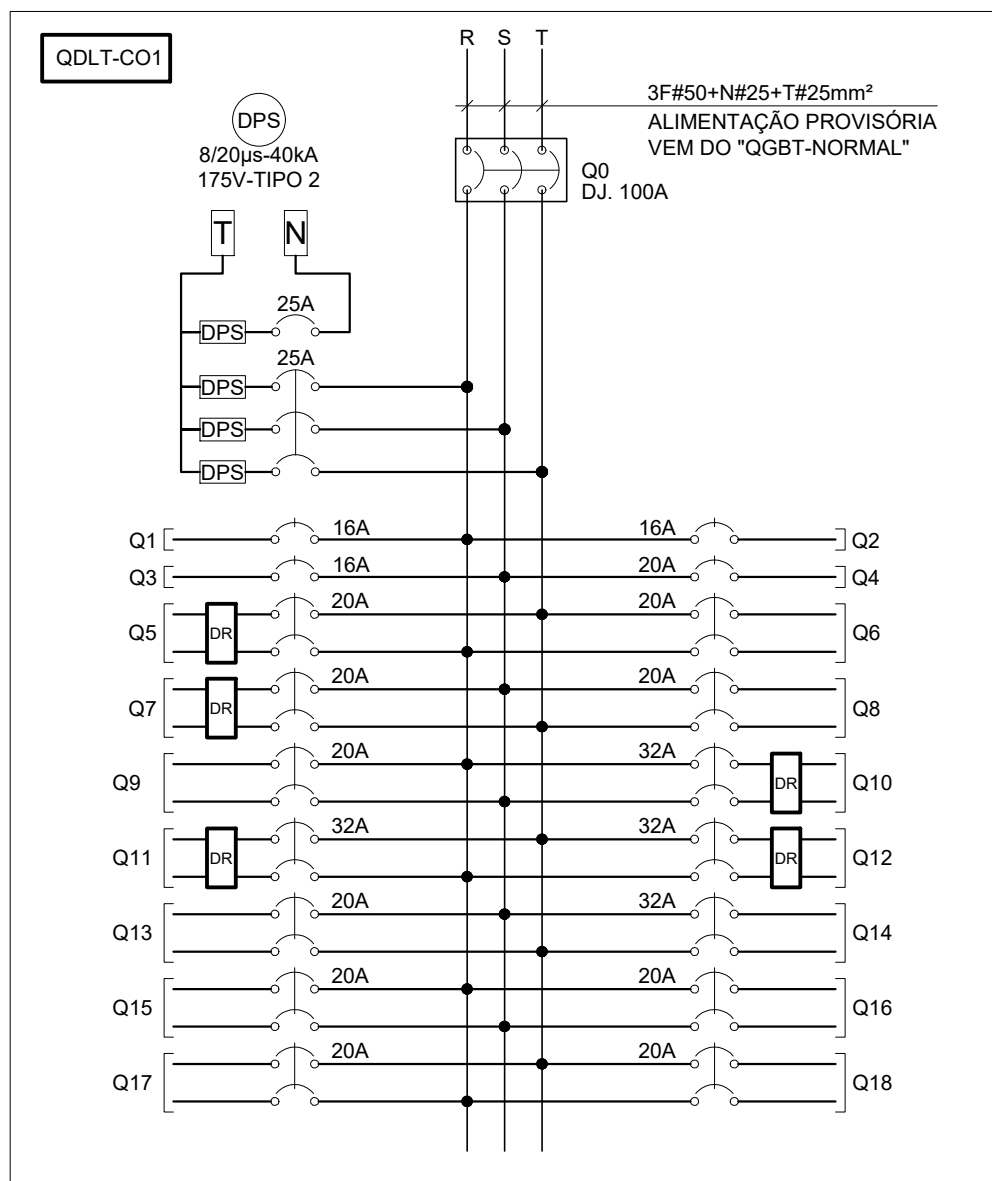 QDLT-CO1
R S T
3F#50+N#25+T#25mm²
ALIMENTAÇÃO PROVISÓRIA
VEM DO "QGBT-NORMAL"
DPS
8/20µs-40kA
175V-TIPO 2
Q0
DJ. 100A
T N
25A
DPS
25A
DPS
DPS
DPS
Q1 16A 16A Q2
Q3 16A 20A Q4
20A 20A
Q5 DR Q6
20A 20A
Q7 DR Q8
20A 32A
Q9 DR Q10
32A 32A
Q11 DR DR Q12
20A 32A
Q13 Q14
20A 20A
Q15 Q16
20A 20A
Q17 Q18